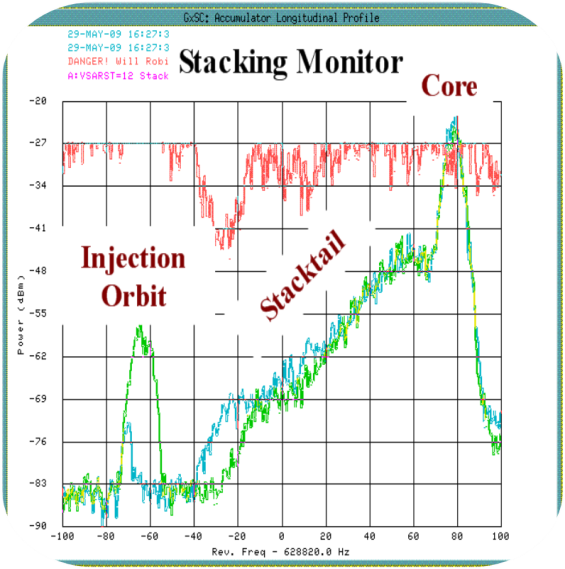 GxSC: Accumulator Longitudinal Profile
29-MAY-09 16:27:3
29-MAY-09 16:27:3
DANGER! Will Robi
A:VSARST=12 Stack
Stacking Monitor
Core
-20
-27
-34
-41
-48
-55
-62
-69
-76
-83
-90
Power (dBm)
Injection
Orbit
Stacktail
-100 -80 -60 -40 -20 0 20 40 60 80 100
Rev. Freq - 628820.0 Hz